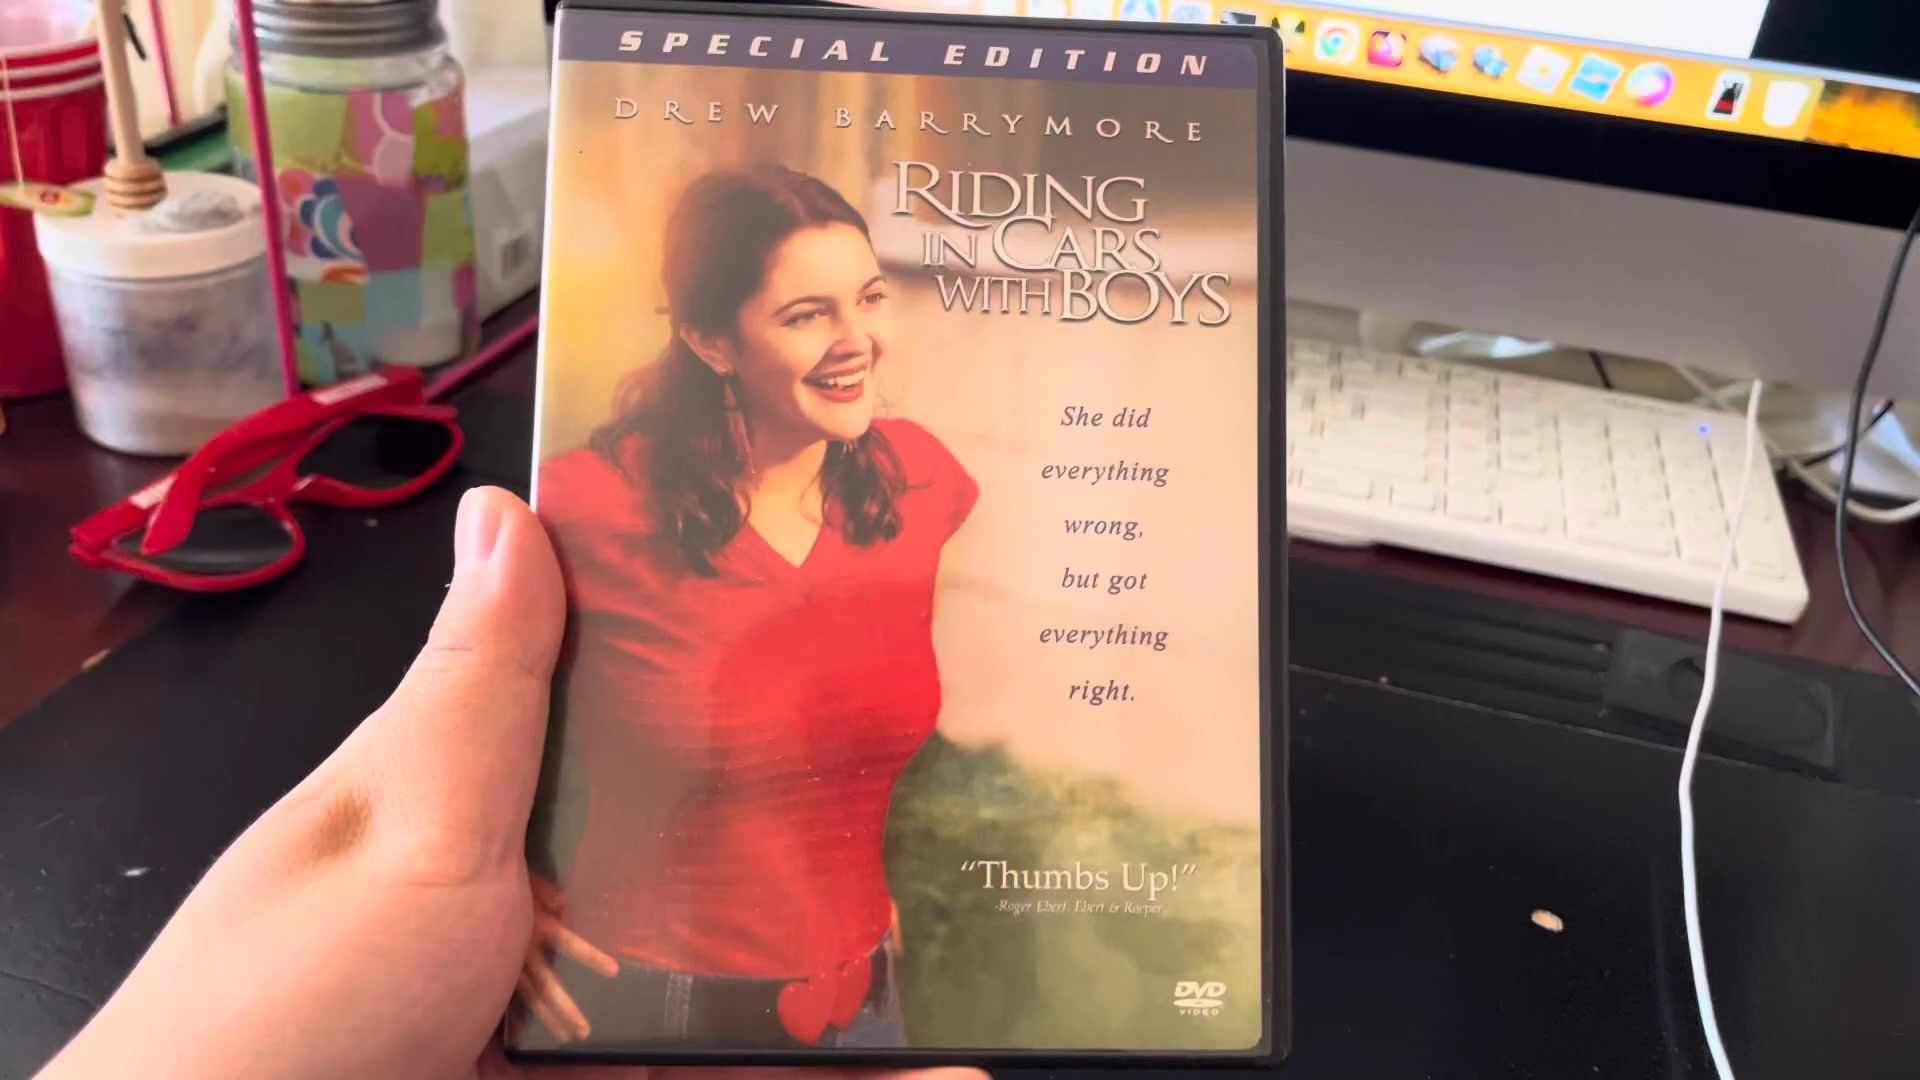 SPECIAL EDITION
DREW BARRYMORE
RIDING
IN CARS
WITH BOYS
She did
everything
wrong,
but got
everything
right.
“Thumbs Up!”
-Roger Ebert, Ebert & Roeper
DVD
VIDEO